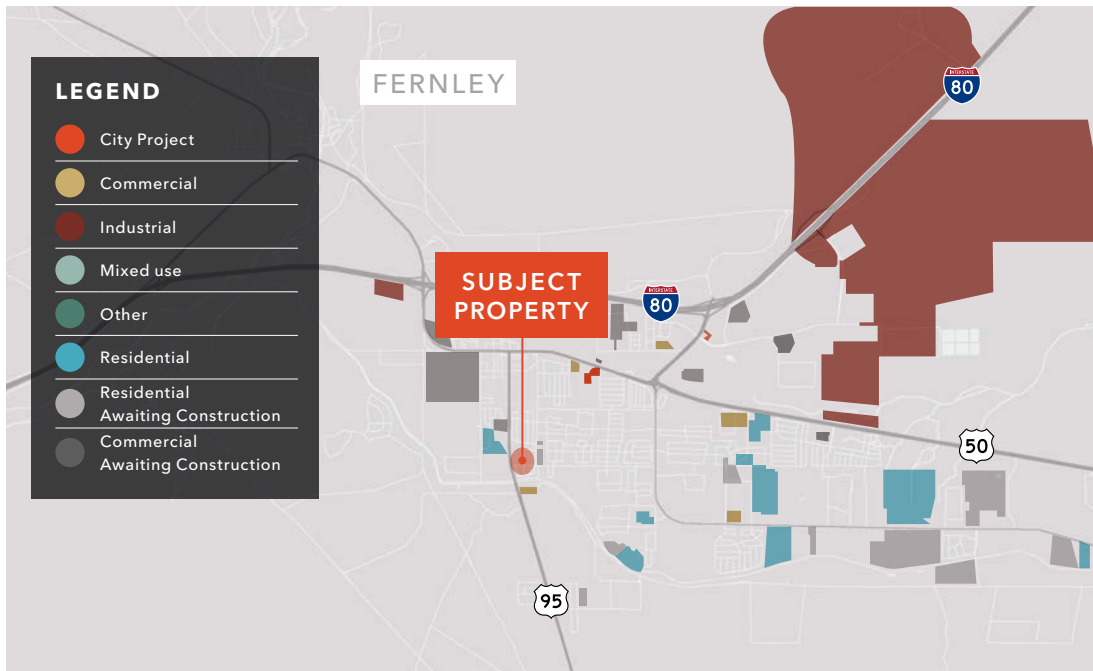 LEGEND
City Project
Commercial
Industrial
Mixed use
Other
Residential
Residential
Awaiting Construction
Commercial
Awaiting Construction
FERNLEY
INTERSTATE
80
SUBJECT
PROPERTY
INTERSTATE
80
50
95